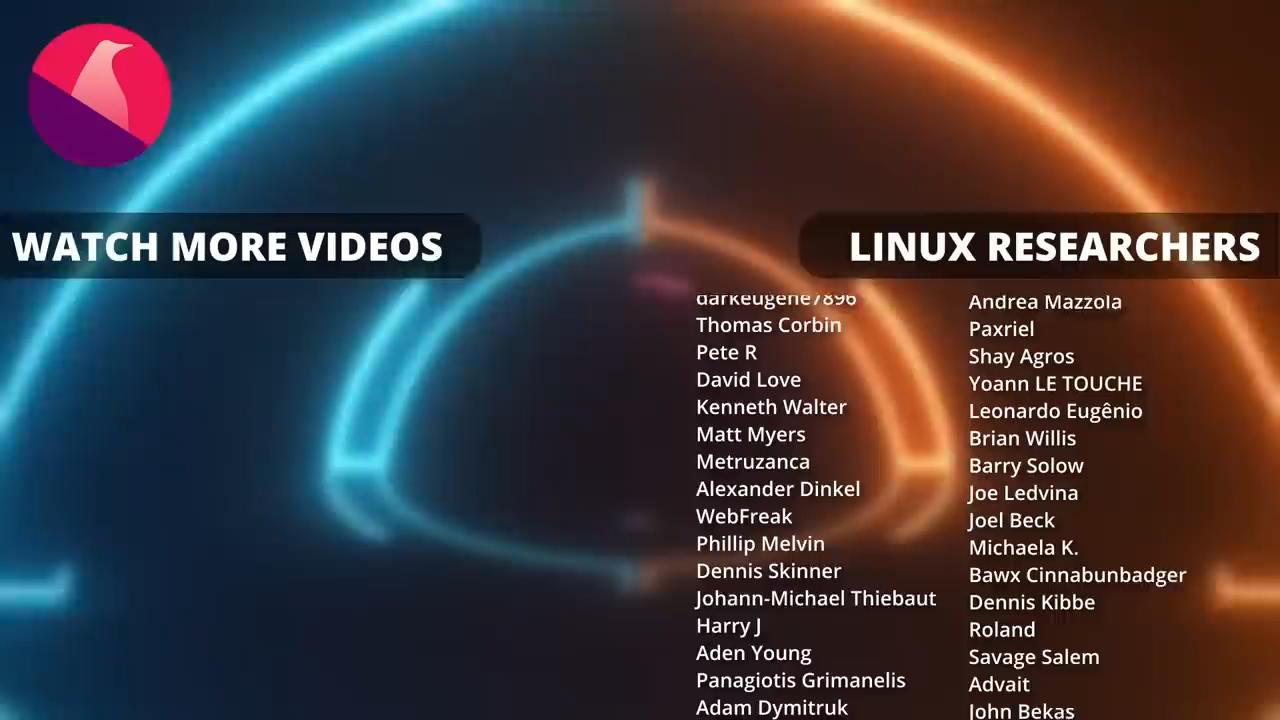 WATCH MORE VIDEOS
LINUX RESEARCHERS
darkeugene7896
Thomas Corbin
Pete R
David Love
Kenneth Walter
Matt Myers
Metruzanca
Alexander Dinkel
WebFreak
Phillip Melvin
Dennis Skinner
Johann-Michael Thiebaut
Harry J
Aden Young
Panagiotis Grimanelis
Adam Dymitruk
Andrea Mazzola
Paxriel
Shay Agros
Yoann LE TOUCHE
Leonardo Eugênio
Brian Willis
Barry Solow
Joe Ledvina
Joel Beck
Michaela K.
Bawx Cinnabunbadger
Dennis Kibbe
Roland
Savage Salem
Advait
John Bekas